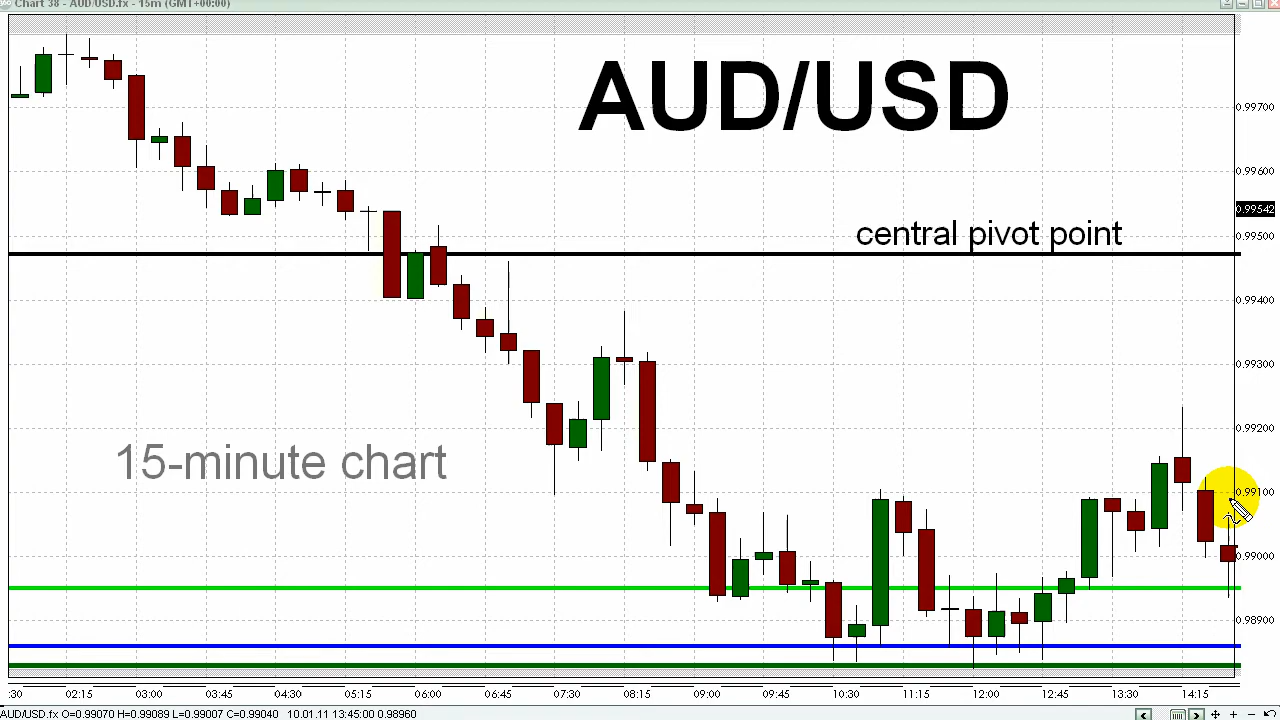 Chart 38 - AUD/USD.fx - 15m (GMT+00:00)
AUD/USD
0.99700
0.99600
0.99542
central pivot point
0.99500
0.99400
0.99300
0.99200
15-minute chart
0.99100
0.99000
0.98900
:30 02:15 03:00 03:45 04:30 05:15 06:00 06:45 07:30 08:15 09:00 09:45 10:30 11:15 12:00 12:45 13:30 14:15
AUD/USD.fx O=0.99070 H=0.99089 L=0.99007 C=0.99040 10.01.11 13:45:00 0.98960